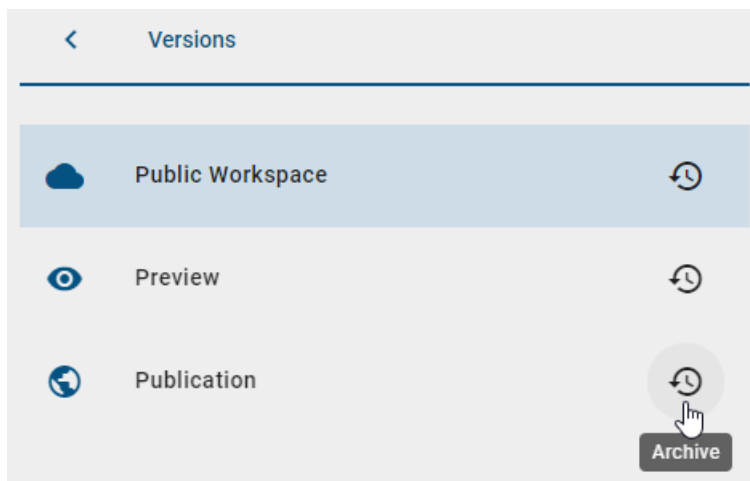 Versions
Public Workspace
Preview
Publication
Archive